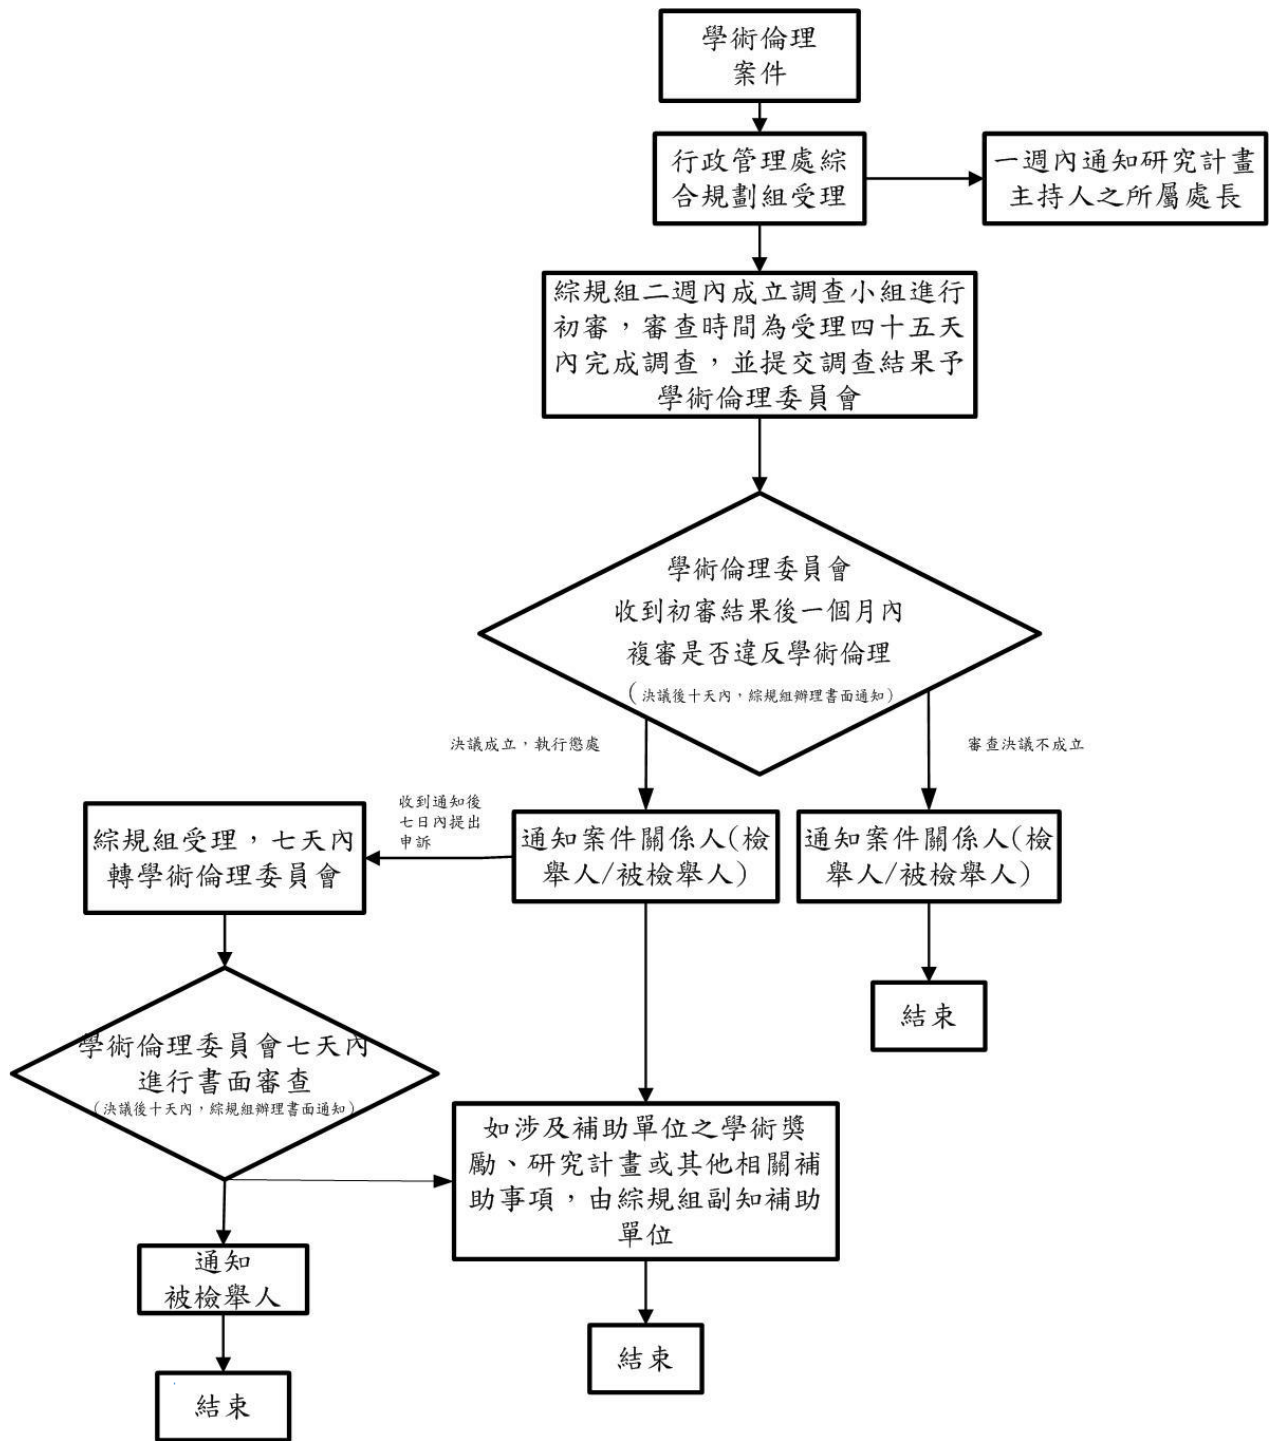 學術倫理
案件
行政管理處綜
合規劃組受理
一週內通知研究計畫
主持人之所屬處長
綜規組二週內成立調查小組進行
初審，審查時間為受理四十五天
內完成調查，並提交調查結果予
學術倫理委員會
學術倫理委員會
收到初審結果後一個月內
複審是否違反學術倫理
(決議後十天內，綜規組辦理書面通知)
決議成立，執行懲處
審查決議不成立
收到通知後
七日內提出
申訴
綜規組受理，七天內
轉學術倫理委員會
通知案件關係人(檢
舉人/被檢舉人)
通知案件關係人(檢
舉人/被檢舉人)
結束
學術倫理委員會七天內
進行書面審查
(決議後十天內，綜規組辦理書面通知)
如涉及補助單位之學術獎
勵、研究計畫或其他相關補
助事項，由綜規組副知補助
單位
通知
被檢舉人
結束
結束